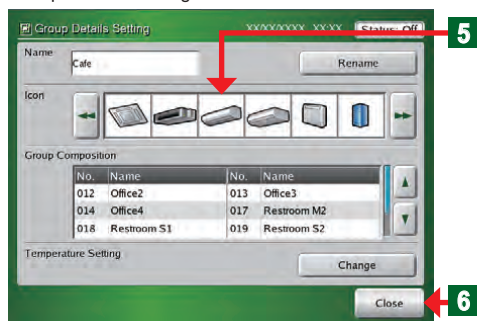 Group Details Setting XX/XX/XXXX XX:XX Status: Off
5
Name
Cafe
Rename
Icon
Group Composition
No. Name No. Name
012 Office2 013 Office3
014 Office4 017 Restroom M2
018 Restroom S1 019 Restroom S2
Temperature Setting
Change
Close
6